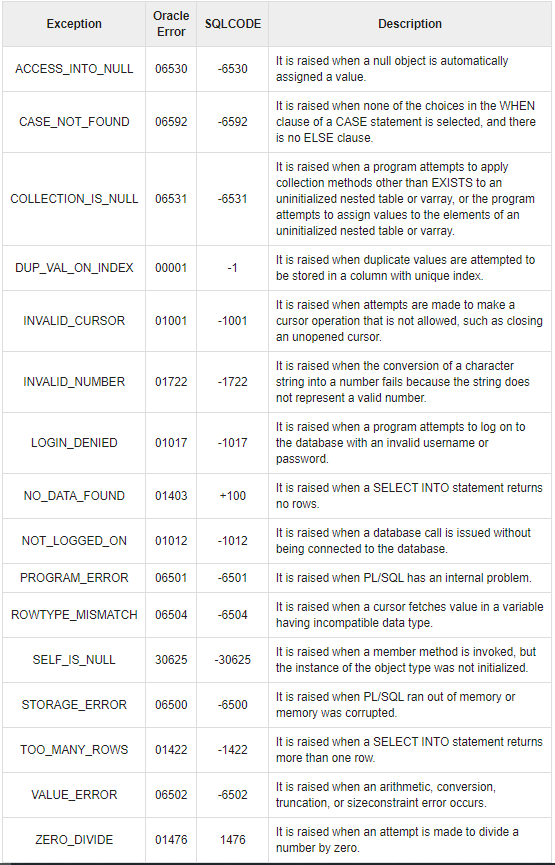 Exception Oracle Error SQLCODE Description
ACCESS_INTO_NULL 06530 -6530 It is raised when a null object is automatically
assigned a value.
CASE_NOT_FOUND 06592 -6592 It is raised when none of the choices in the WHEN
clause of a CASE statement is selected, and there
is no ELSE clause.
COLLECTION_IS_NULL 06531 -6531 It is raised when a program attempts to apply
collection methods other than EXISTS to an
uninitialized nested table or varray, or the program
attempts to assign values to the elements of an
uninitialized nested table or varray.
DUP_VAL_ON_INDEX 00001 -1 It is raised when duplicate values are attempted to
be stored in a column with unique index.
INVALID_CURSOR 01001 -1001 It is raised when attempts are made to make a
cursor operation that is not allowed, such as closing
an unopened cursor.
INVALID_NUMBER 01722 -1722 It is raised when the conversion of a character
string into a number fails because the string does
not represent a valid number.
LOGIN_DENIED 01017 -1017 It is raised when a program attempts to log on to
the database with an invalid username or
password.
NO_DATA_FOUND 01403 +100 It is raised when a SELECT INTO statement returns
no rows.
NOT_LOGGED_ON 01012 -1012 It is raised when a database call is issued without
being connected to the database.
PROGRAM_ERROR 06501 -6501 It is raised when PL/SQL has an internal problem.
ROWTYPE_MISMATCH 06504 -6504 It is raised when a cursor fetches value in a variable
having incompatible data type.
SELF_IS_NULL 30625 -30625 It is raised when a member method is invoked, but
the instance of the object type was not initialized.
STORAGE_ERROR 06500 -6500 It is raised when PL/SQL ran out of memory or
memory was corrupted.
TOO_MANY_ROWS 01422 -1422 It is raised when a SELECT INTO statement returns
more than one row.
VALUE_ERROR 06502 -6502 It is raised when an arithmetic, conversion,
truncation, or sizeconstraint error occurs.
ZERO_DIVIDE 01476 1476 It is raised when an attempt is made to divide a
number by zero.